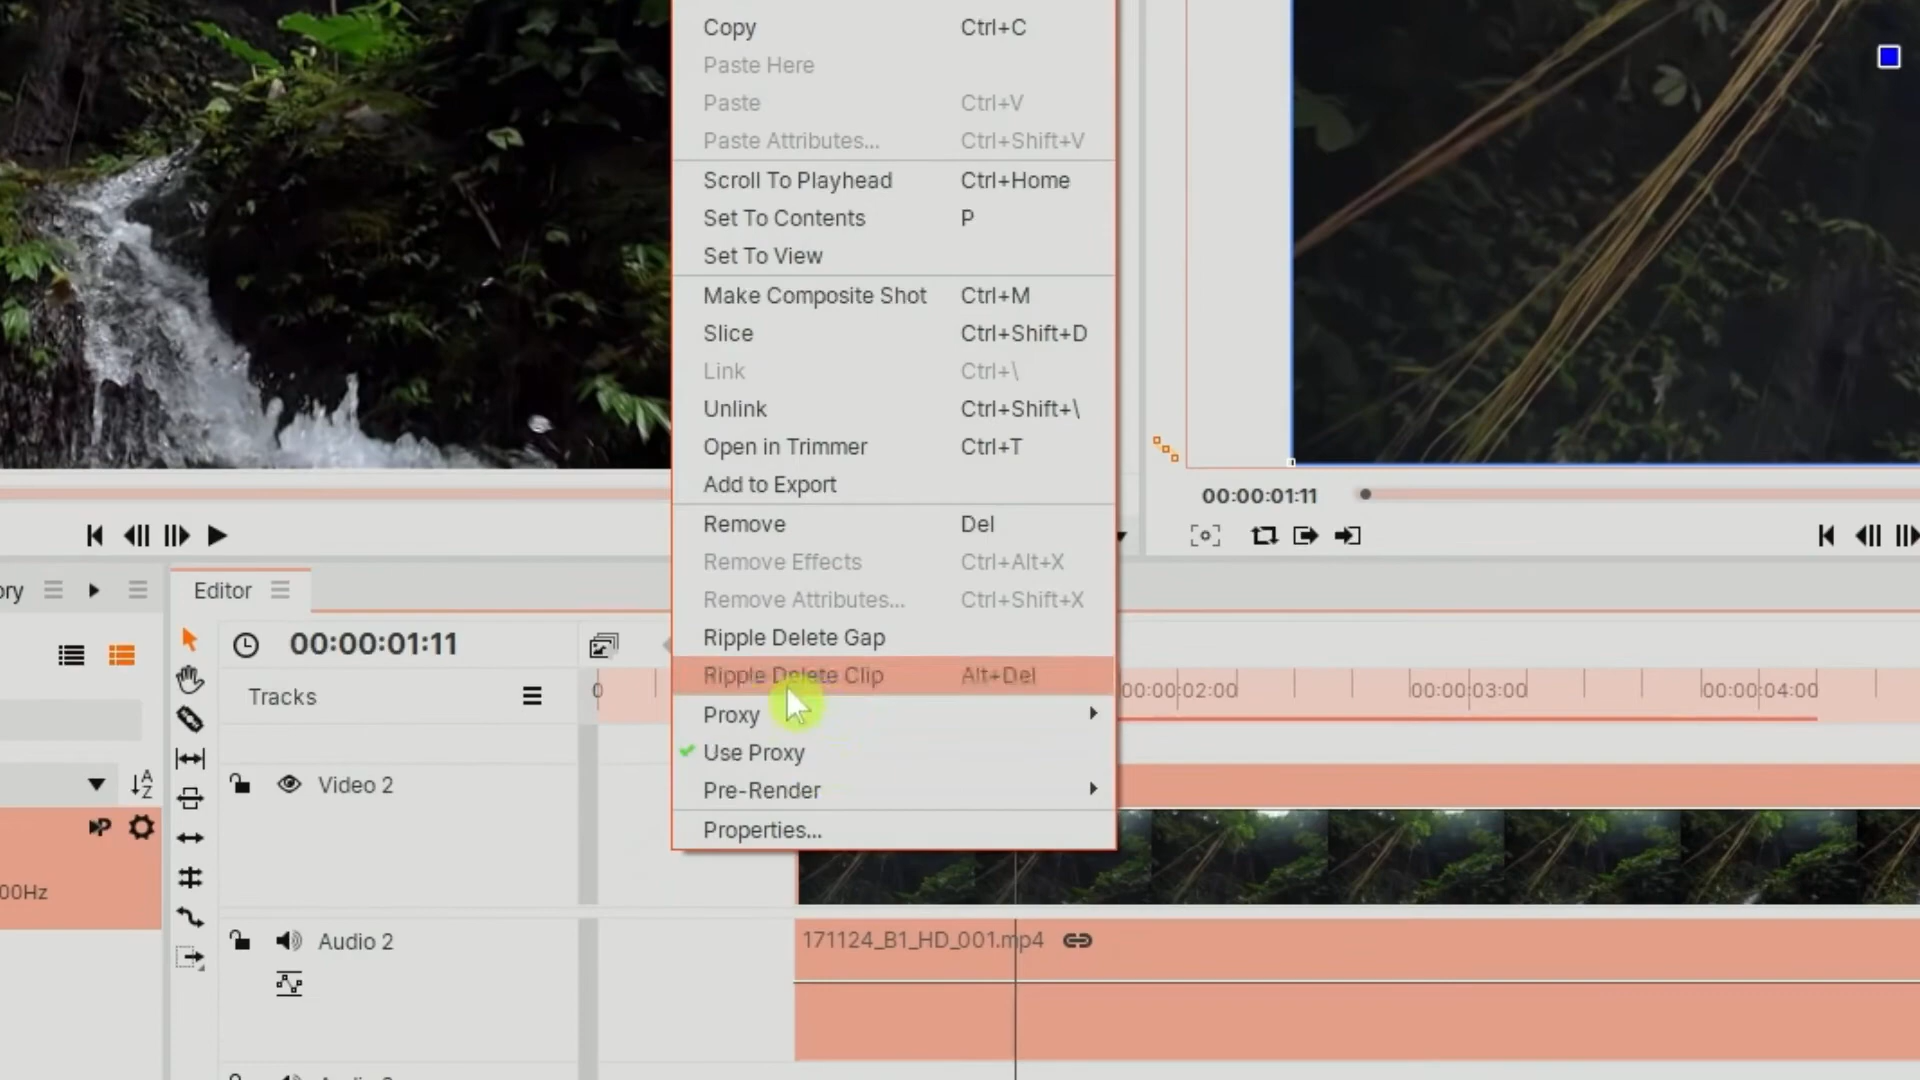 Copy Ctrl+C
Paste Here
Paste Ctrl+V
Paste Attributes... Ctrl+Shift+V
Scroll To Playhead Ctrl+Home
Set To Contents P
Set To View
Make Composite Shot Ctrl+M
Slice Ctrl+Shift+D
Link Ctrl+\
Unlink Ctrl+Shift+\
Open in Trimmer Ctrl+T
Add to Export
Remove Del
Remove Effects Ctrl+Alt+X
Remove Attributes... Ctrl+Shift+X
Ripple Delete Gap
Ripple Delete Clip Alt+Del
Proxy
Use Proxy
Pre-Render
Properties...
00:00:01:11
ory
Editor
00:00:01:11
Tracks
0 00:00:02:00 00:00:03:00 00:00:04:00
Video 2
A
Z
P
00Hz
Audio 2
171124_B1_HD_001.mp4